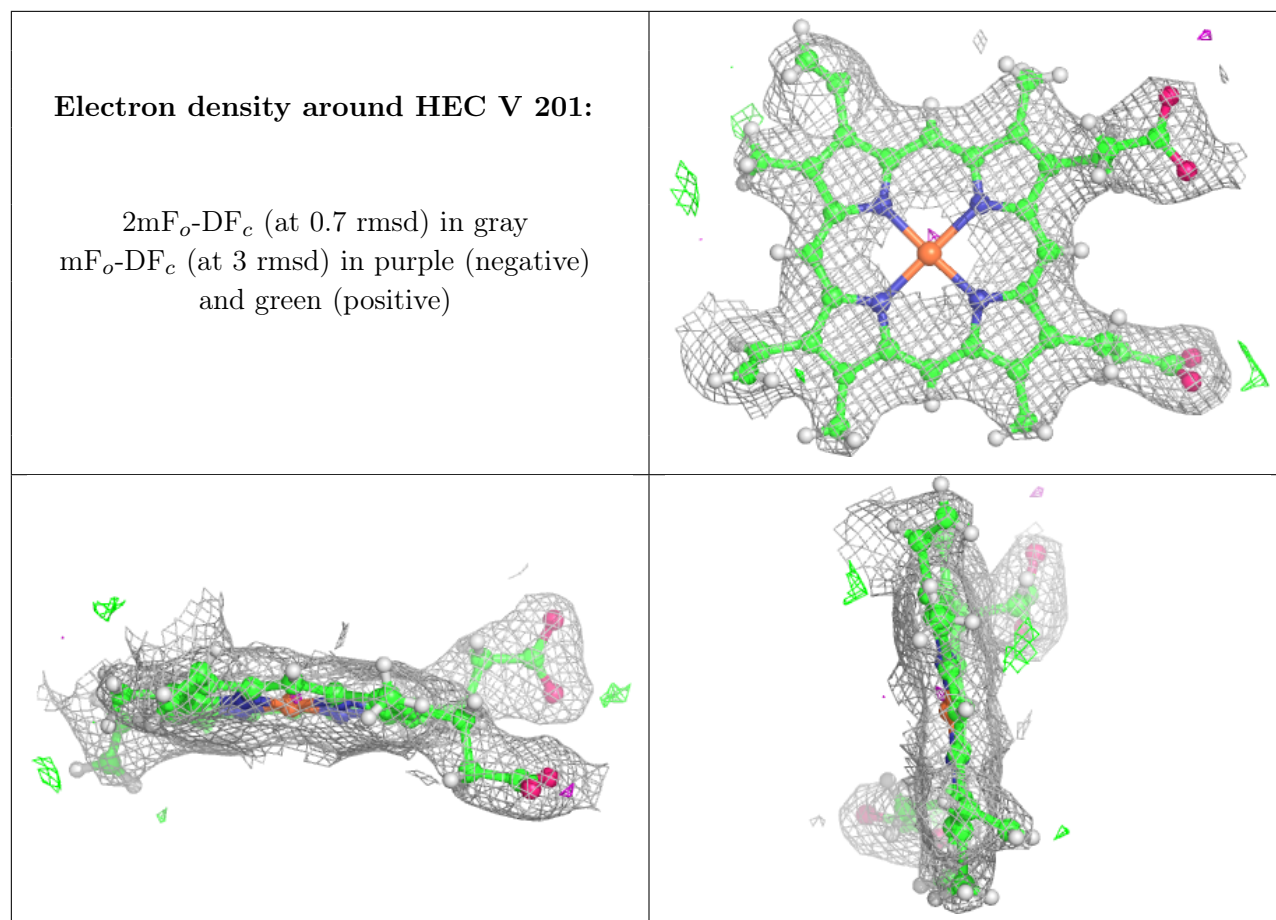 Electron density around HEC V 201:
2mFₒ-DF𝑐 (at 0.7 rmsd) in gray
mFₒ-DF𝑐 (at 3 rmsd) in purple (negative)
and green (positive)